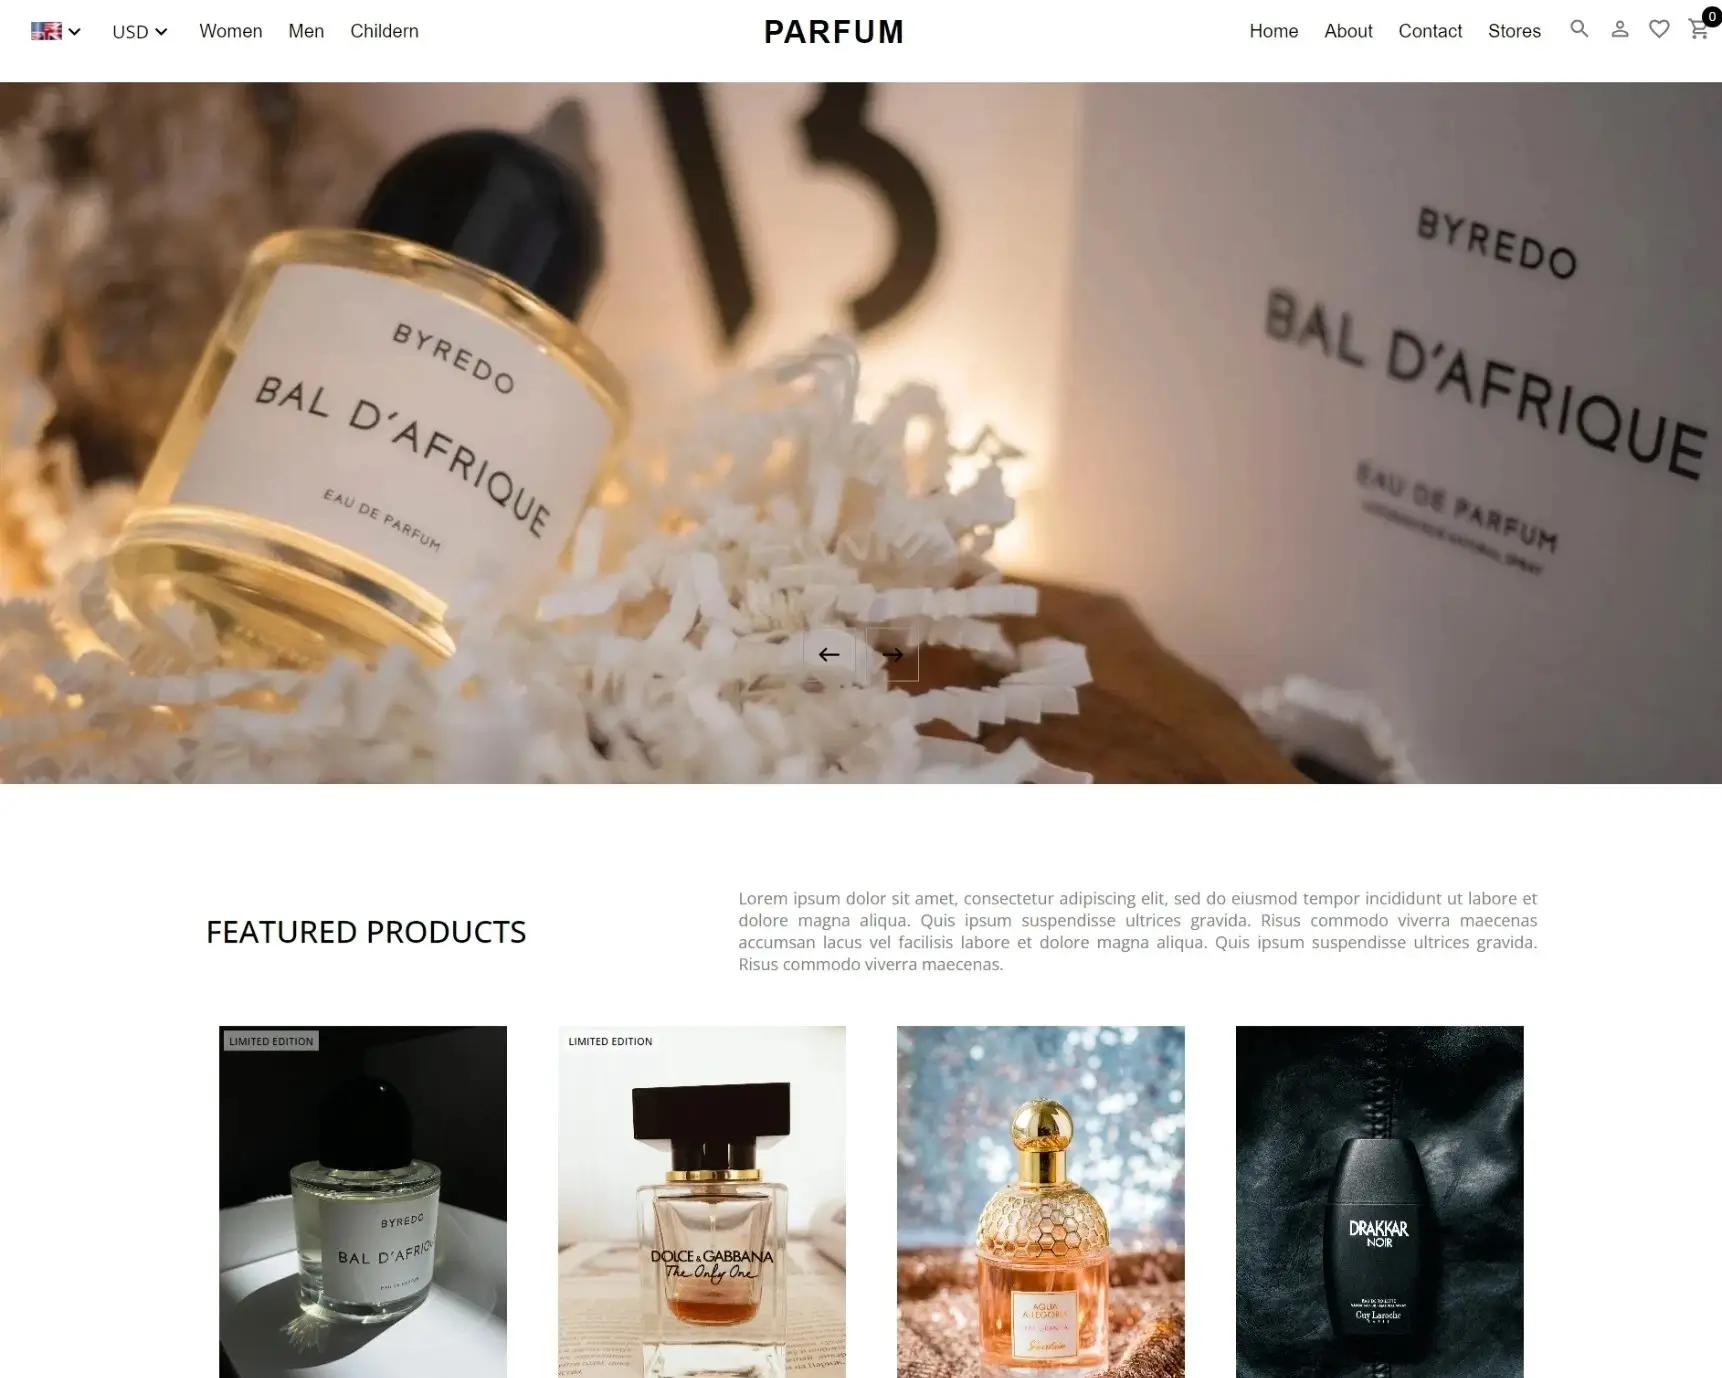 USD
Women
Men
Childern
PARFUM
Home
About
Contact
Stores
0
BYREDO
BAL D'AFRIQUE
EAU DE PARFUM
BYREDO
BAL D'AFRIQUE
EAU DE PARFUM
FEATURED PRODUCTS
Lorem ipsum dolor sit amet, consectetur adipiscing elit, sed do eiusmod tempor incididunt ut labore et
dolore magna aliqua. Quis ipsum suspendisse ultrices gravida. Risus commodo viverra maecenas
accumsan lacus vel facilisis labore et dolore magna aliqua. Quis ipsum suspendisse ultrices gravida.
Risus commodo viverra maecenas.
LIMITED EDITION
BYREDO
BAL D'AFRIQ
LIMITED EDITION
DOLCE & GABBANA
The Only One
AQUA
ALLEGORIA
Guerlain
DRAKKAR
NOIR
Guy Laroche
PARIS